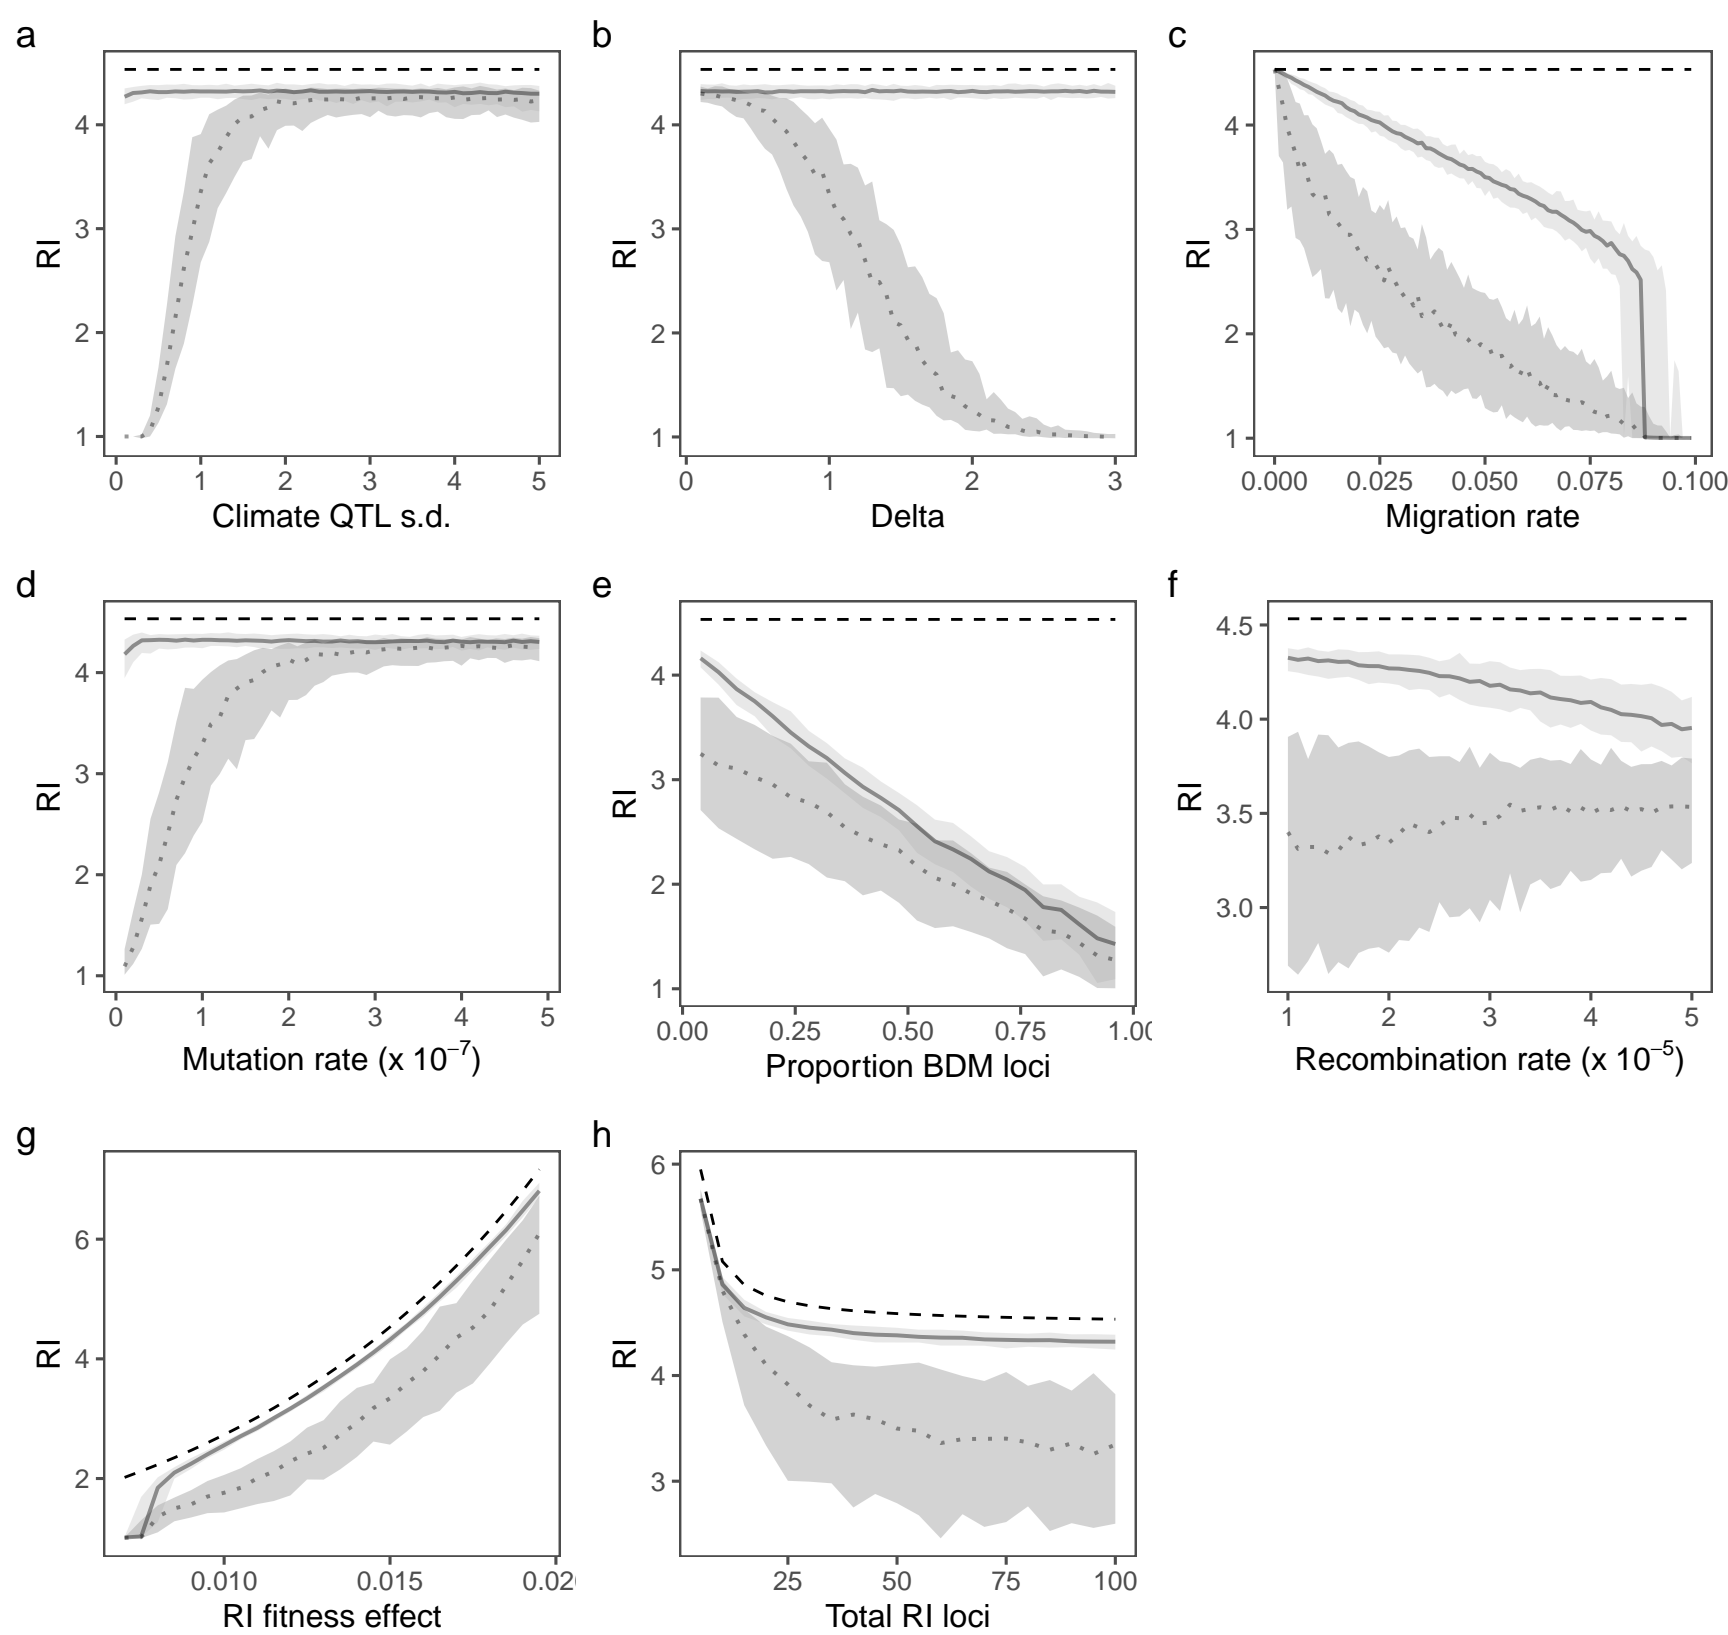 a
b
c
RI
4
3
2
1
0
1
2
3
4
5
Climate QTL s.d.
RI
4
3
2
1
0
1
2
3
Delta
RI
4
3
2
1
0.000
0.025
0.050
0.075
0.100
Migration rate
d
e
f
RI
4
3
2
1
0
1
2
3
4
5
Mutation rate (x 10⁻⁷)
RI
4
3
2
1
0.00
0.25
0.50
0.75
1.00
Proportion BDM loci
RI
4.5
4.0
3.5
3.0
1
2
3
4
5
Recombination rate (x 10⁻⁵)
g
h
RI
6
4
2
0.010
0.015
0.02
RI fitness effect
RI
6
5
4
3
25
50
75
100
Total RI loci